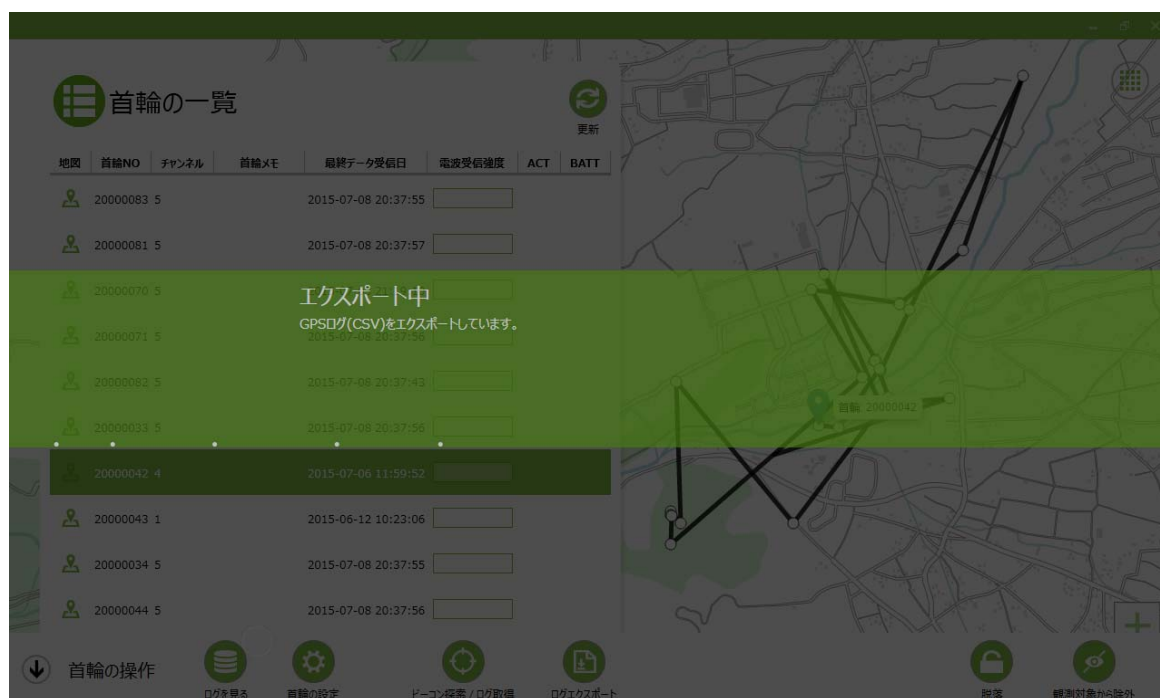 首輪の一覧
更新
地図 首輪NO チャンネル 首輪メモ 最終データ受信日 電波受信強度 ACT BATT
20000083 5 2015-07-08 20:37:55
20000081 5 2015-07-08 20:37:57
20000070 5
エクスポート中
GPSログ(CSV)をエクスポートしています。
20000071 5 2015-07-08 20:37:56
20000082 5 2015-07-08 20:37:43
首輪: 20000042
20000033 5 2015-07-08 20:37:56
20000042 4 2015-07-06 11:59:52
20000043 1 2015-06-12 10:23:06
20000034 5 2015-07-08 20:37:55
20000044 5 2015-07-08 20:37:56
首輪の操作
ログを見る 首輪の設定 ビーコン探索 / ログ取得 ログエクスポート 脱落 観測対象から除外